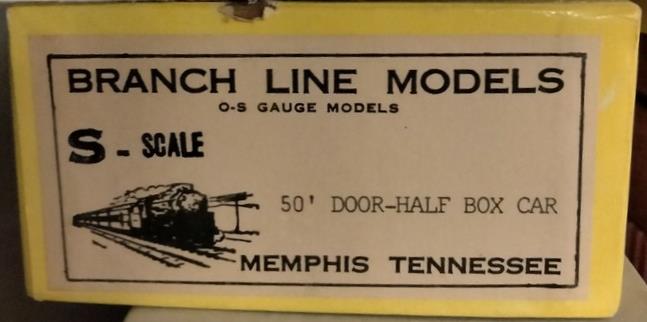 BRANCH LINE MODELS
O-S GAUGE MODELS
S - SCALE
50' DOOR-HALF BOX CAR
MEMPHIS TENNESSEE